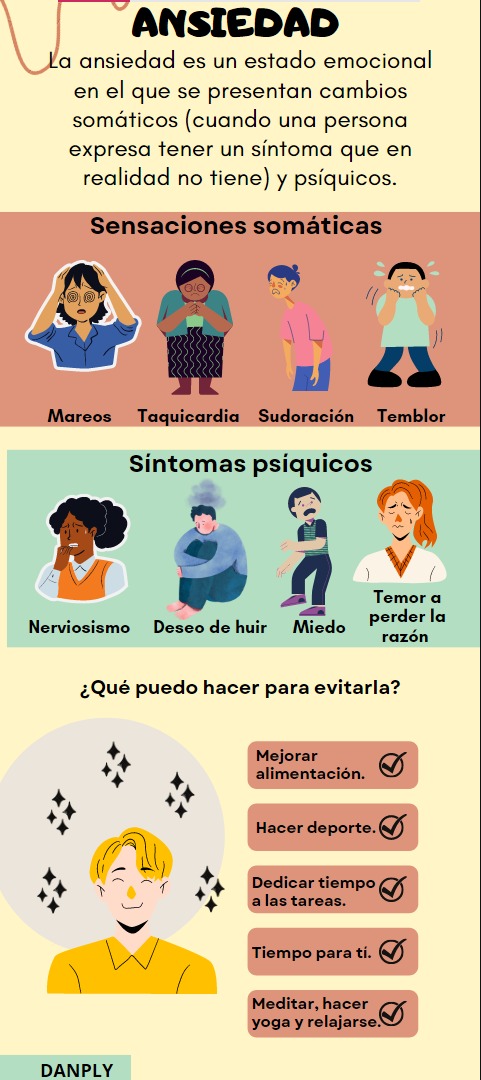 ANSIEDAD
La ansiedad es un estado emocional
en el que se presentan cambios
somáticos (cuando una persona
expresa tener un síntoma que en
realidad no tiene) y psíquicos.
Sensaciones somáticas
Mareos Taquicardia Sudoración Temblor
Síntomas psíquicos
Nerviosismo Deseo de huir Miedo Temor a
perder la
razón
¿Qué puedo hacer para evitarla?
Mejorar
alimentación.
Hacer deporte.
Dedicar tiempo
a las tareas.
Tiempo para tí.
Meditar, hacer
yoga y relajarse.
DANPLY